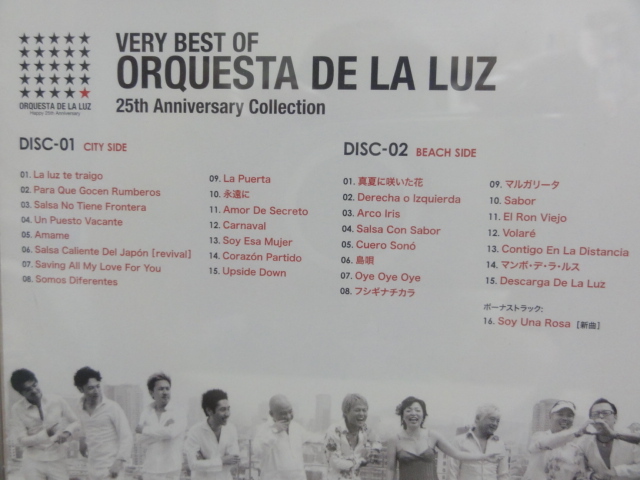 VERY BEST OF
ORQUESTA DE LA LUZ
25th Anniversary Collection
ORQUESTA DE LA LUZ
Happy 25th Anniversary
DISC-01 CITY SIDE
01. La luz te traigo
02. Para Que Gocen Rumberos
03. Salsa No Tiene Frontera
04. Un Puesto Vacante
05. Amame
06. Salsa Caliente Del Japón [revival]
07. Saving All My Love For You
08. Somos Diferentes
09. La Puerta
10. 永遠に
11. Amor De Secreto
12. Carnaval
13. Soy Esa Mujer
14. Corazón Partido
15. Upside Down
DISC-02 BEACH SIDE
01. 真夏に咲いた花
02. Derecha o Izquierda
03. Arco Iris
04. Salsa Con Sabor
05. Cuero Sonó
06. 島唄
07. Oye Oye Oye
08. フシギナチカラ
09. マルガリータ
10. Sabor
11. El Ron Viejo
12. Volaré
13. Contigo En La Distancia
14. マンボ・デ・ラ・ルス
15. Descarga De La Luz
ボーナストラック:
16. Soy Una Rosa [新曲]